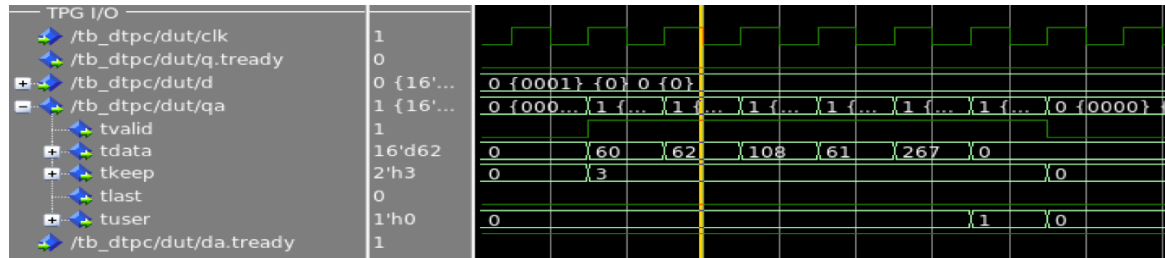 TPG I/O
/tb_dtpc/dut/clk 1
/tb_dtpc/dut/q.tready 0
/tb_dtpc/dut/d 0 {16'... 0 {0001} {0} 0 {0}
/tb_dtpc/dut/qa 1 {16'... 0 {000... 1 {... 1 {... 1 {... 1 {... 1 {... 1 {... 0 {0000} {
tvalid 1
tdata 16'd62 0 60 62 108 61 267 0
tkeep 2'h3 0 3 0
tlast 0
tuser 1'h0 0 1 0
/tb_dtpc/dut/da.tready 1